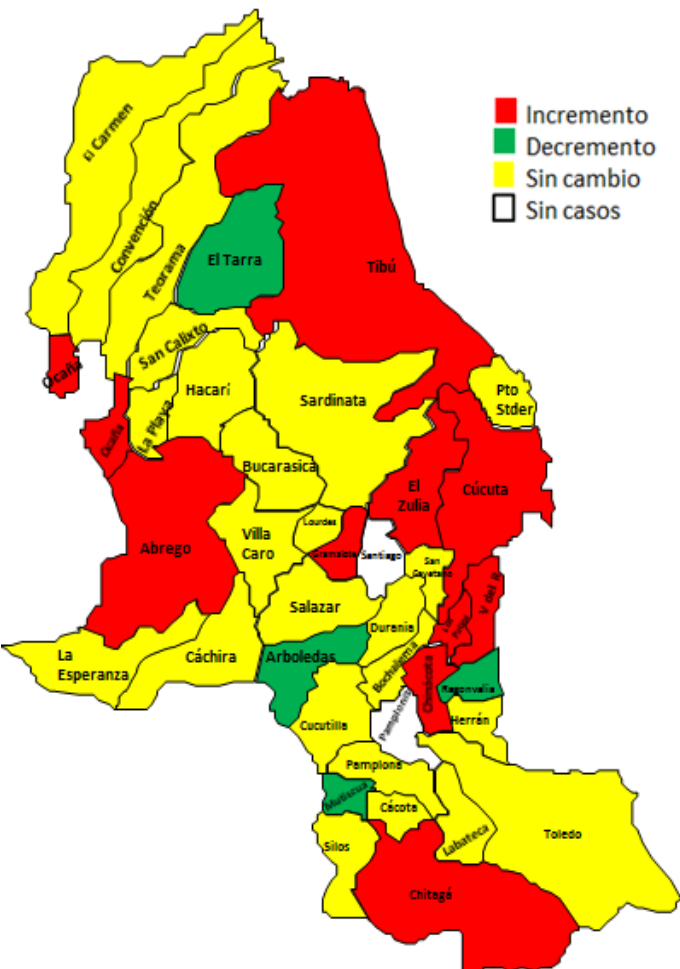 Incremento
Decremento
Sin cambio
Sin casos
El Carmen
Convención
Teorama
El Tarra
Tibú
San Calixto
Ocaña
Hacarí
Sardinata
Pto
Stder
La Playa
Ocaña
Bucarasica
El
Zulia
Cúcuta
Abrego
Villa
Caro
Lourdes
Gramalote
Santiago
San
Cayetano
V del R
Salazar
Durania
La
Esperanza
Cáchira
Arboledas
Bochalema
Chinácota
Ragonvalia
Cucutilla
Pamplonita
Herrán
Pamplona
Mutiscua
Cácota
Silos
Labateca
Toledo
Chitagá